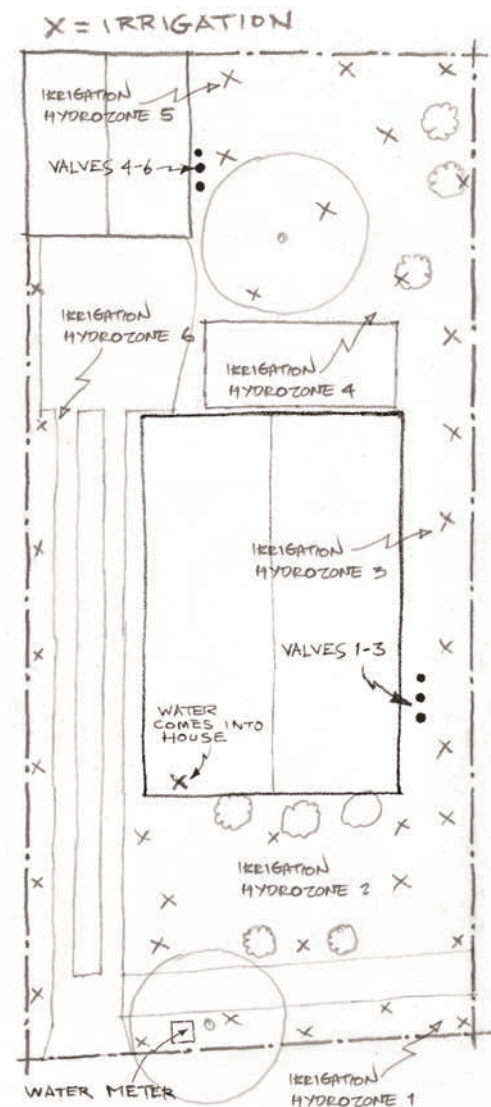 X = IRRIGATION
IRRIGATION
HYDROZONE 5
VALVES 4-6
IRRIGATION
HYDROZONE 6
IRRIGATION
HYDROZONE 4
IRRIGATION
HYDROZONE 3
VALVES 1-3
WATER
COMES INTO
HOUSE
IRRIGATION
HYDROZONE 2
WATER METER
IRRIGATION
HYDROZONE 1